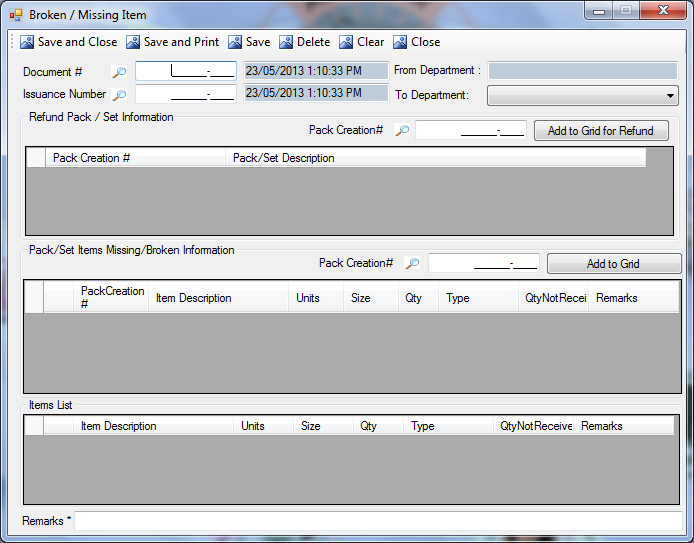 Broken / Missing Item
Save and Close Save and Print Save Delete Clear Close
Document # _____-___ 23/05/2013 1:10:33 PM From Department :
Issuance Number _____-___ 23/05/2013 1:10:33 PM To Department:
Refund Pack / Set Information
Pack Creation# _____-___ Add to Grid for Refund
Pack Creation # Pack/Set Description
Pack/Set Items Missing/Broken Information
Pack Creation# _____-___ Add to Grid
PackCreation # Item Description Units Size Qty Type QtyNotRecei Remarks
Items List
Item Description Units Size Qty Type QtyNotReceive Remarks
Remarks *